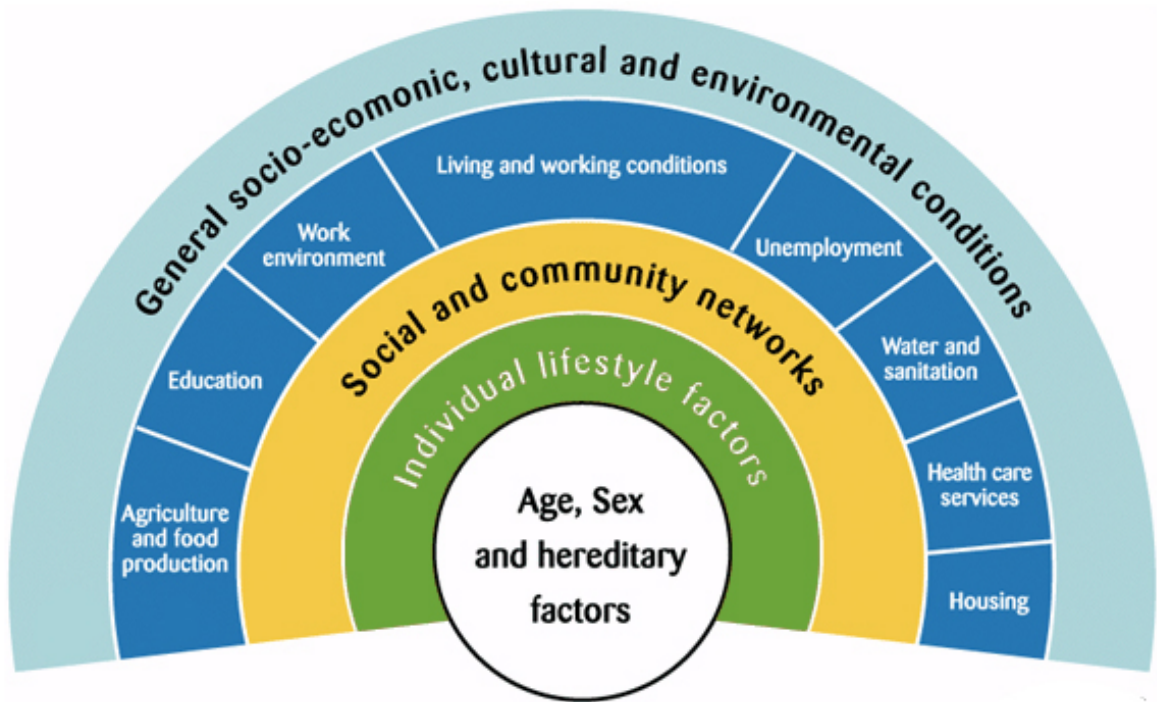 General socio-ecomonic, cultural and environmental conditions
Living and working conditions
Work
environment
Unemployment
Education
Water and
sanitation
Agriculture
and food
production
Health care
services
Housing
Social and community networks
Individual lifestyle factors
Age, Sex
and hereditary
factors